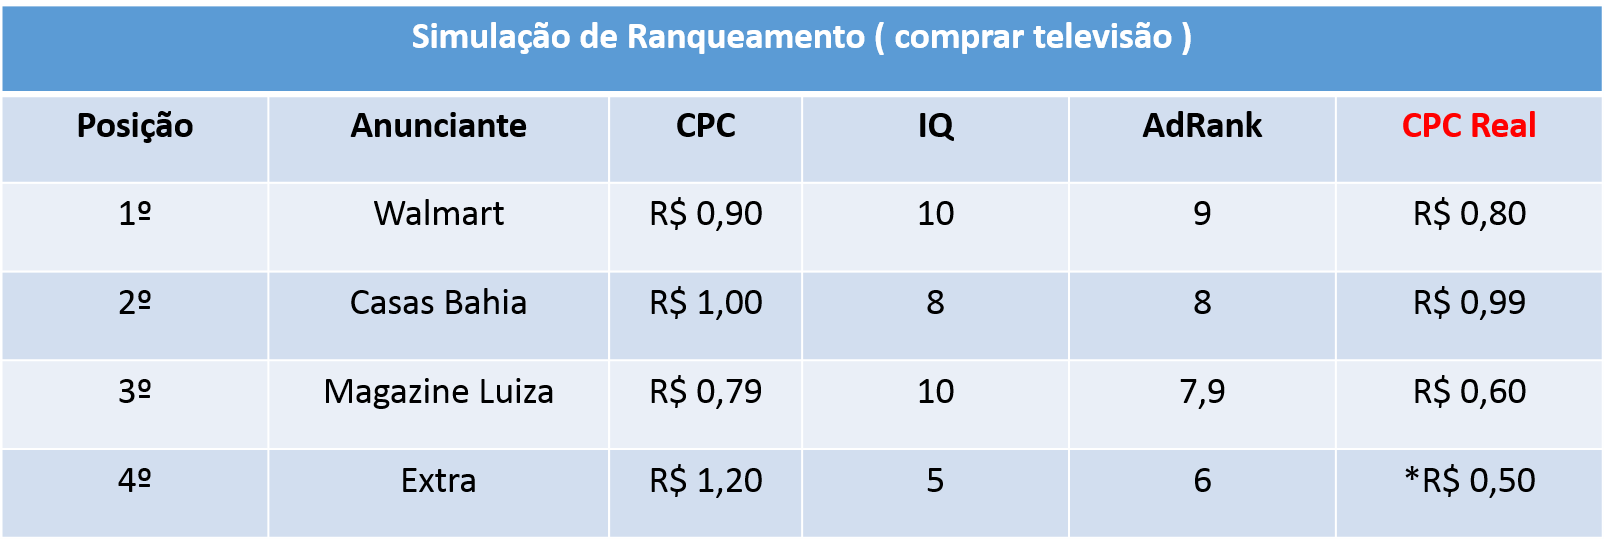 Simulação de Ranqueamento ( comprar televisão )
Posição Anunciante CPC IQ AdRank CPC Real
1º Walmart R$ 0,90 10 9 R$ 0,80
2º Casas Bahia R$ 1,00 8 8 R$ 0,99
3º Magazine Luiza R$ 0,79 10 7,9 R$ 0,60
4º Extra R$ 1,20 5 6 *R$ 0,50